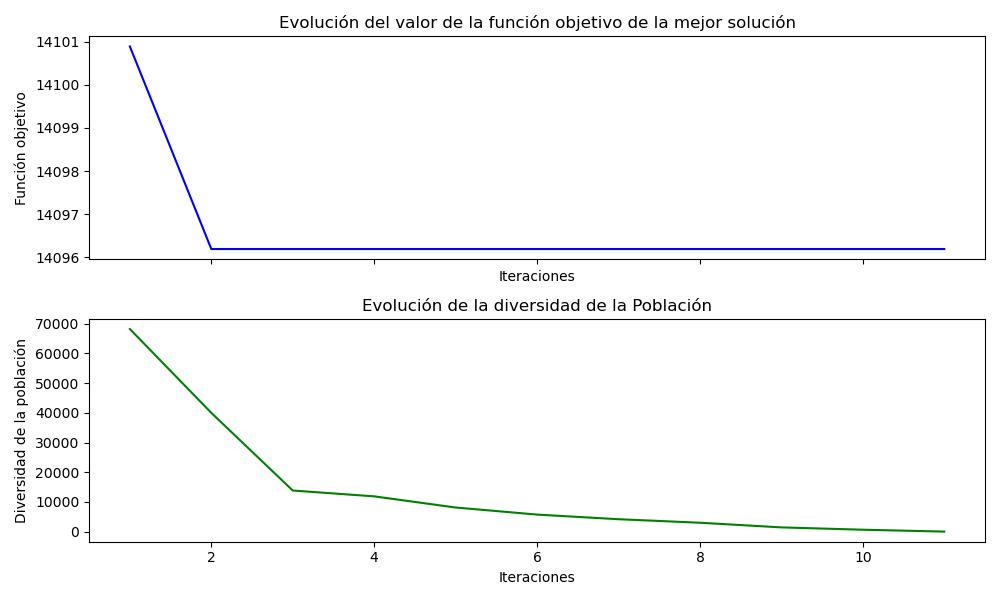 Evolución del valor de la función objetivo de la mejor solución
Función objetivo
14101
14100
14099
14098
14097
14096
Iteraciones
Evolución de la diversidad de la Población
Diversidad de la población
70000
60000
50000
40000
30000
20000
10000
0
2 4 6 8 10
Iteraciones